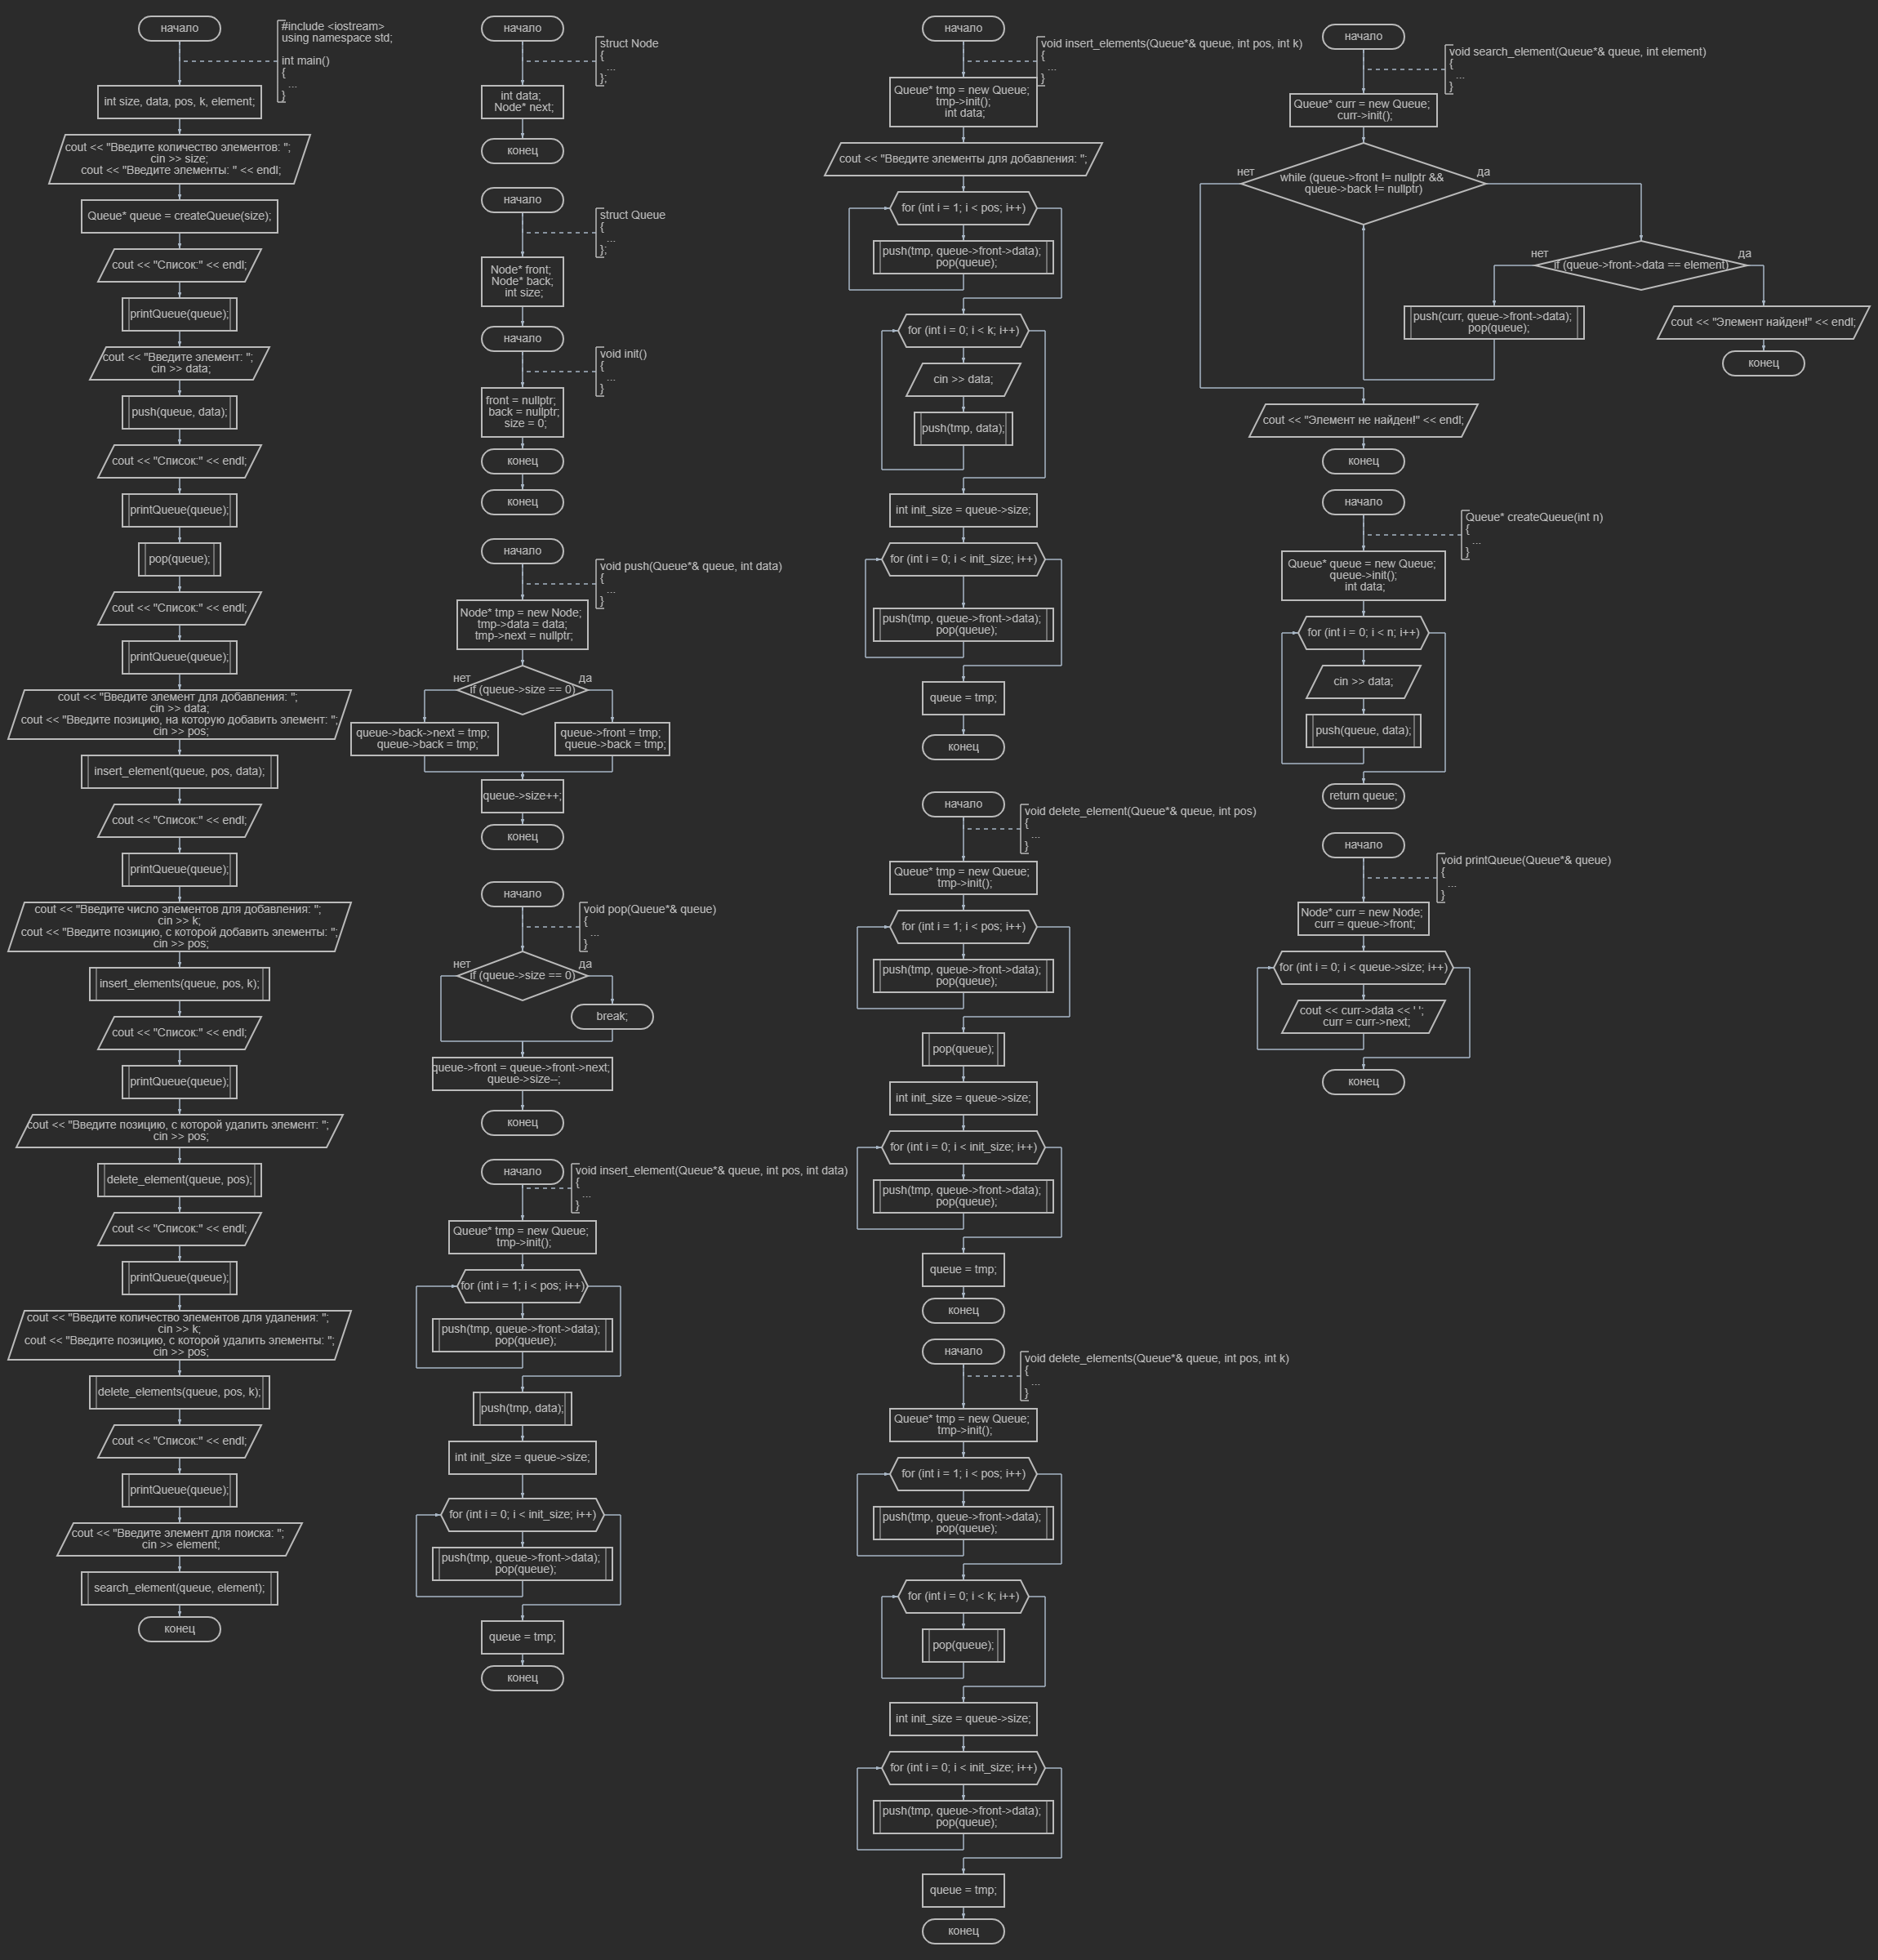 начало
#include <iostream>
using namespace std;
int main()
{
...
}
int size, data, pos, k, element;
cout << "Введите количество элементов: ";
cin >> size;
cout << "Введите элементы: " << endl;
Queue* queue = createQueue(size);
cout << "Список:" << endl;
printQueue(queue);
cout << "Введите элемент: ";
cin >> data;
push(queue, data);
cout << "Список:" << endl;
printQueue(queue);
pop(queue);
cout << "Список:" << endl;
printQueue(queue);
cout << "Введите элемент для добавления: ";
cin >> data;
cout << "Введите позицию, на которую добавить элемент: ";
cin >> pos;
insert_element(queue, pos, data);
cout << "Список:" << endl;
printQueue(queue);
cout << "Введите число элементов для добавления: ";
cin >> k;
cout << "Введите позицию, с которой добавить элементы: ";
cin >> pos;
insert_elements(queue, pos, k);
cout << "Список:" << endl;
printQueue(queue);
cout << "Введите позицию, с которой удалить элемент: ";
cin >> pos;
delete_element(queue, pos);
cout << "Список:" << endl;
printQueue(queue);
cout << "Введите количество элементов для удаления: ";
cin >> k;
cout << "Введите позицию, с которой удалить элементы: ";
cin >> pos;
delete_elements(queue, pos, k);
cout << "Список:" << endl;
printQueue(queue);
cout << "Введите элемент для поиска: ";
cin >> element;
search_element(queue, element);
конец
начало
struct Node
{
...
};
int data;
Node* next;
конец
начало
struct Queue
{
...
};
Node* front;
Node* back;
int size;
начало
void init()
{
...
}
front = nullptr;
back = nullptr;
size = 0;
конец
конец
начало
void push(Queue*& queue, int data)
{
...
}
Node* tmp = new Node;
tmp->data = data;
tmp->next = nullptr;
нет
да
if (queue->size == 0)
queue->back->next = tmp;
queue->back = tmp;
queue->front = tmp;
queue->back = tmp;
queue->size++;
конец
начало
void pop(Queue*& queue)
{
...
}
нет
да
if (queue->size == 0)
break;
queue->front = queue->front->next;
queue->size--;
конец
начало
void insert_element(Queue*& queue, int pos, int data)
{
...
}
Queue* tmp = new Queue;
tmp->init();
for (int i = 1; i < pos; i++)
push(tmp, queue->front->data);
pop(queue);
push(tmp, data);
int init_size = queue->size;
for (int i = 0; i < init_size; i++)
push(tmp, queue->front->data);
pop(queue);
queue = tmp;
конец
начало
void insert_elements(Queue*& queue, int pos, int k)
{
...
}
Queue* tmp = new Queue;
tmp->init();
int data;
cout << "Введите элементы для добавления: ";
for (int i = 1; i < pos; i++)
push(tmp, queue->front->data);
pop(queue);
for (int i = 0; i < k; i++)
cin >> data;
push(tmp, data);
int init_size = queue->size;
for (int i = 0; i < init_size; i++)
push(tmp, queue->front->data);
pop(queue);
queue = tmp;
конец
начало
void delete_element(Queue*& queue, int pos)
{
...
}
Queue* tmp = new Queue;
tmp->init();
for (int i = 1; i < pos; i++)
push(tmp, queue->front->data);
pop(queue);
pop(queue);
int init_size = queue->size;
for (int i = 0; i < init_size; i++)
push(tmp, queue->front->data);
pop(queue);
queue = tmp;
конец
начало
void delete_elements(Queue*& queue, int pos, int k)
{
...
}
Queue* tmp = new Queue;
tmp->init();
for (int i = 1; i < pos; i++)
push(tmp, queue->front->data);
pop(queue);
for (int i = 0; i < k; i++)
pop(queue);
int init_size = queue->size;
for (int i = 0; i < init_size; i++)
push(tmp, queue->front->data);
pop(queue);
queue = tmp;
конец
начало
void search_element(Queue*& queue, int element)
{
...
}
Queue* curr = new Queue;
curr->init();
нет
да
while (queue->front != nullptr &&
queue->back != nullptr)
нет
да
if (queue->front->data == element)
push(curr, queue->front->data);
pop(queue);
cout << "Элемент найден!" << endl;
конец
cout << "Элемент не найден!" << endl;
конец
начало
Queue* createQueue(int n)
{
...
}
Queue* queue = new Queue;
queue->init();
int data;
for (int i = 0; i < n; i++)
cin >> data;
push(queue, data);
return queue;
начало
void printQueue(Queue*& queue)
{
...
}
Node* curr = new Node;
curr = queue->front;
for (int i = 0; i < queue->size; i++)
cout << curr->data << ' ';
curr = curr->next;
конец